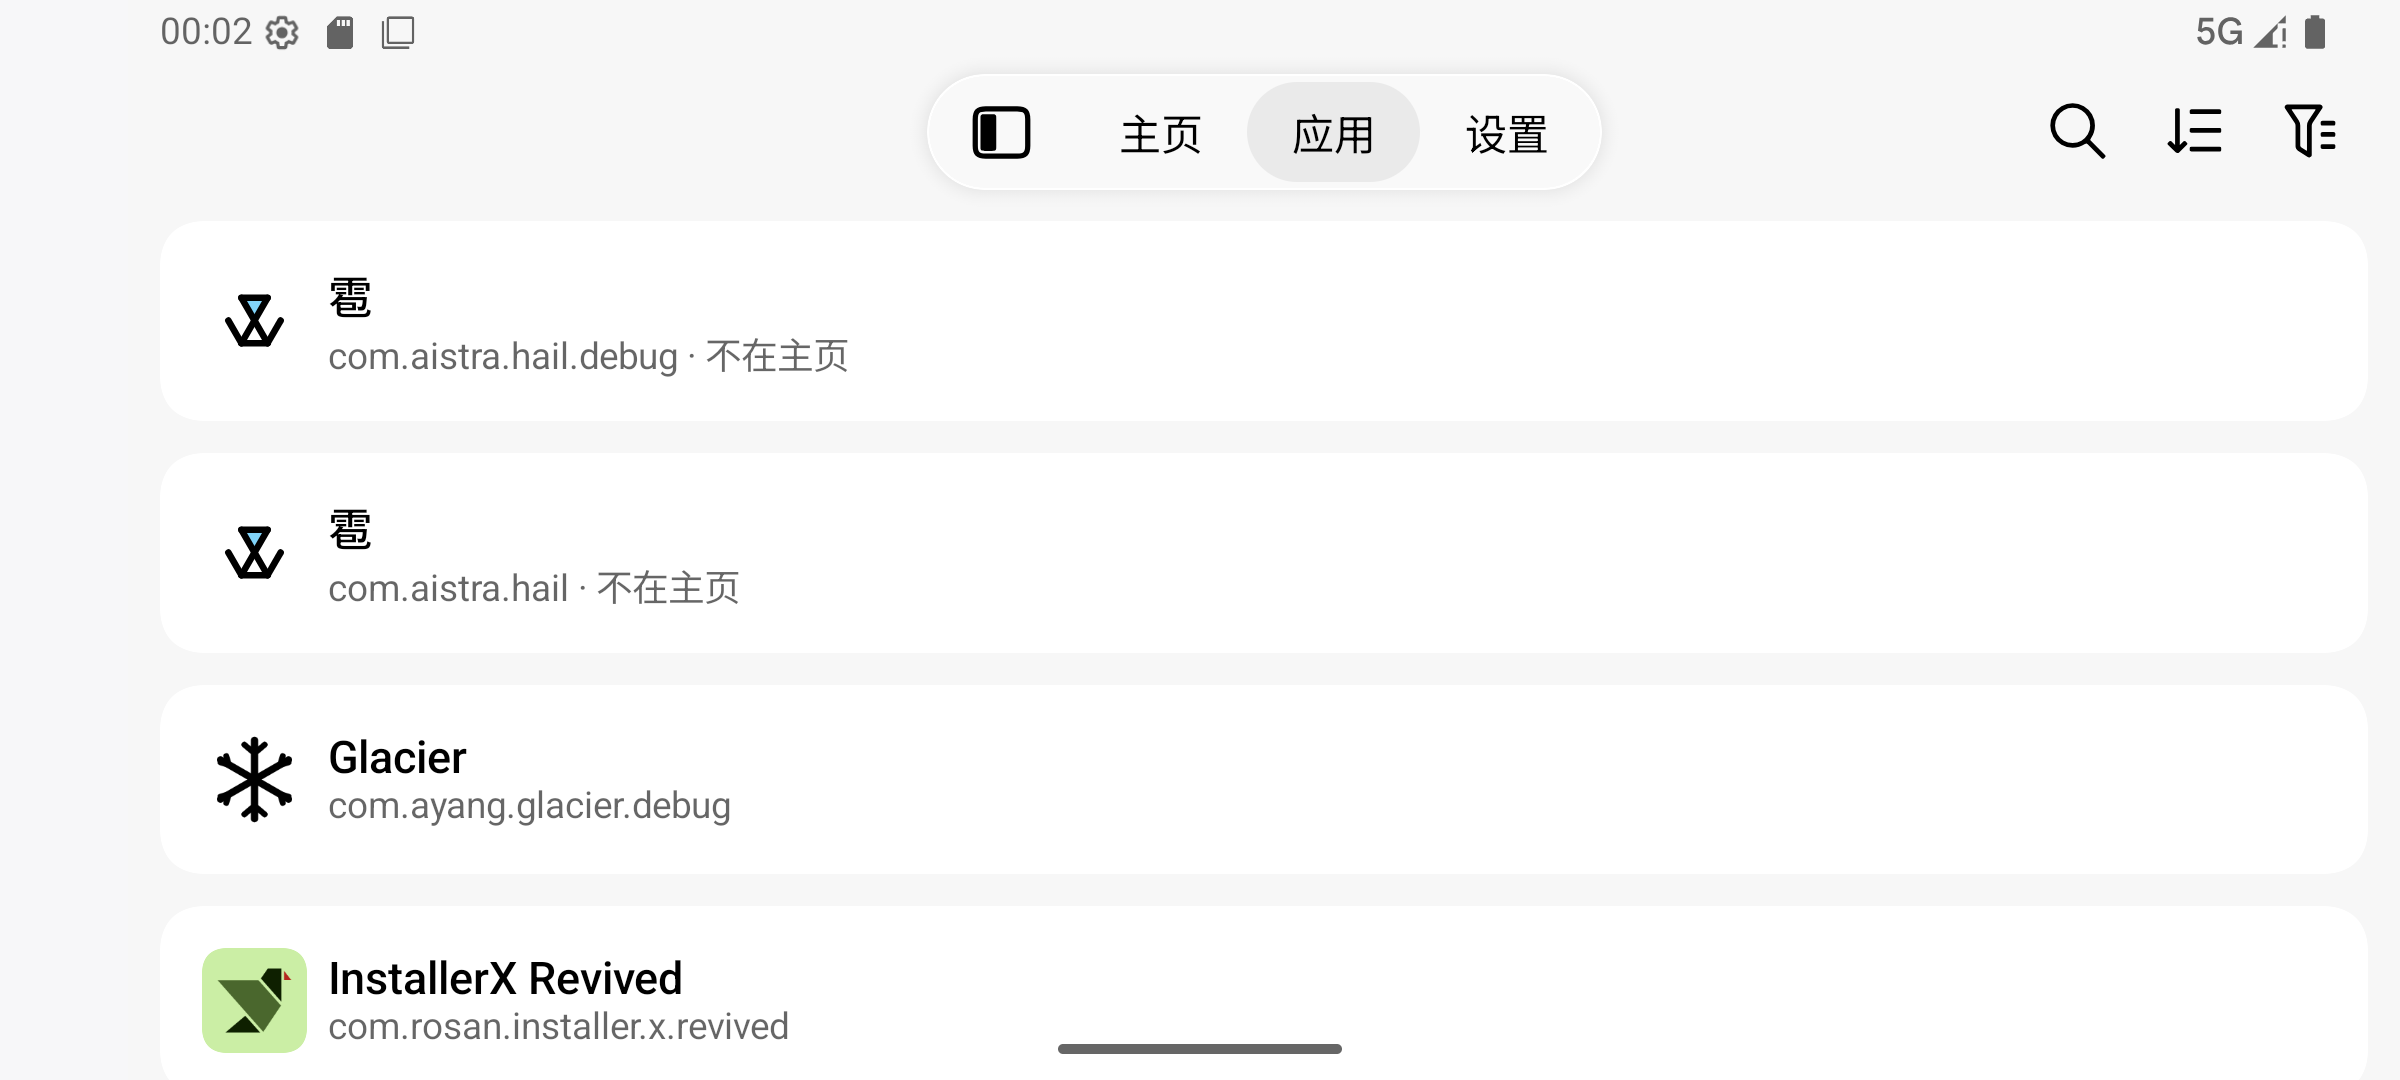 00:02
5G
主页 应用 设置
雹
com.aistra.hail.debug · 不在主页
雹
com.aistra.hail · 不在主页
Glacier
com.ayang.glacier.debug
InstallerX Revived
com.rosan.installer.x.revived